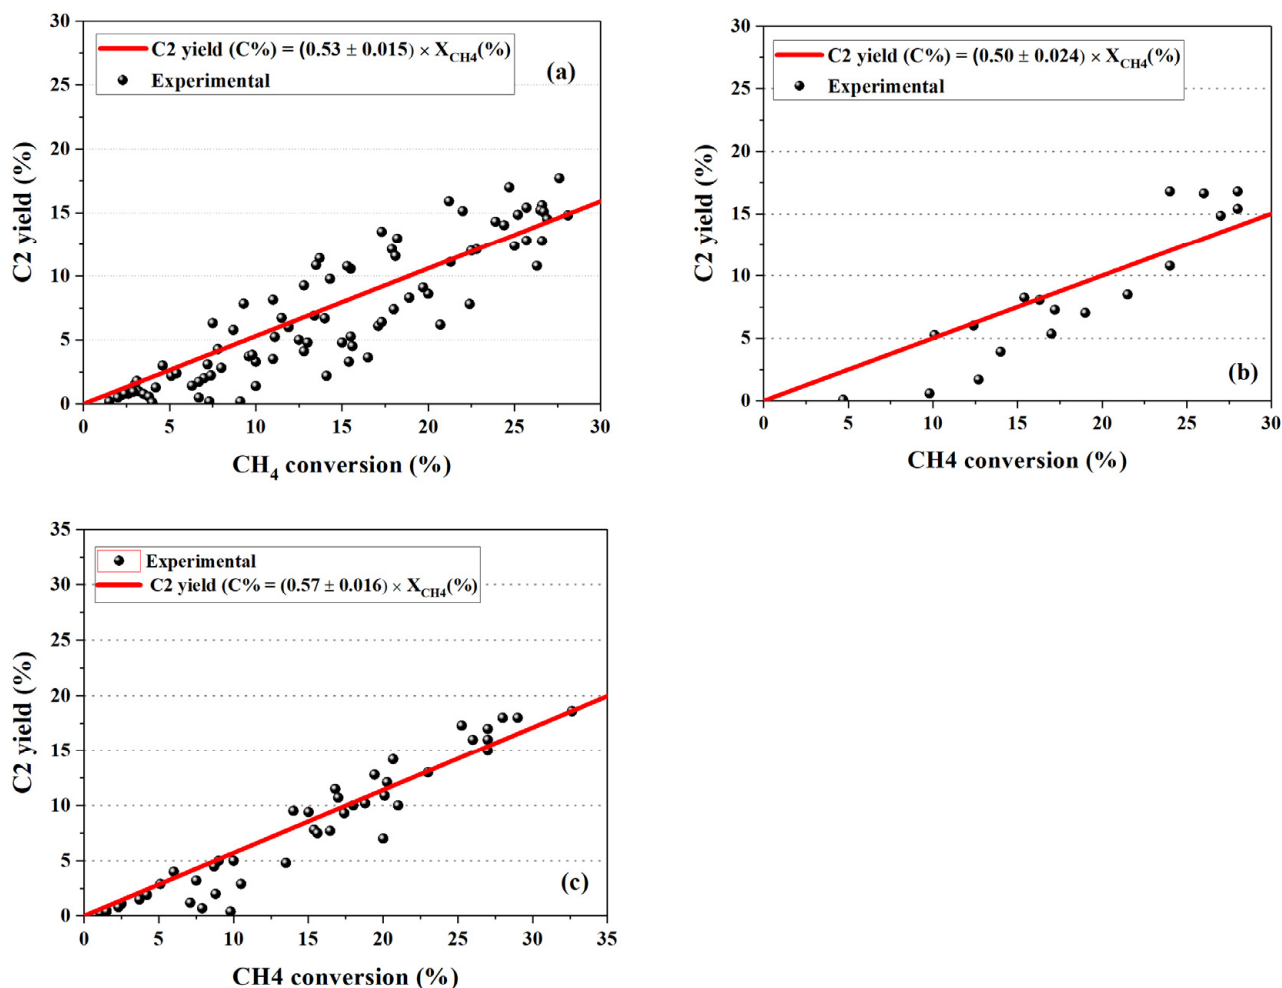 C2 yield (C%) = (0.53 ± 0.015) × X_CH4(%)
Experimental
(a)
30
25
20
15
10
5
0
C2 yield (%)
0 5 10 15 20 25 30
CH₄ conversion (%)
C2 yield (C%) = (0.50 ± 0.024) × X_CH4(%)
Experimental
(b)
30
25
20
15
10
5
0
C2 yield (%)
0 5 10 15 20 25 30
CH4 conversion (%)
Experimental
C2 yield (C% = (0.57 ± 0.016) × X_CH4(%)
(c)
35
30
25
20
15
10
5
0
C2 yield (%)
0 5 10 15 20 25 30 35
CH4 conversion (%)